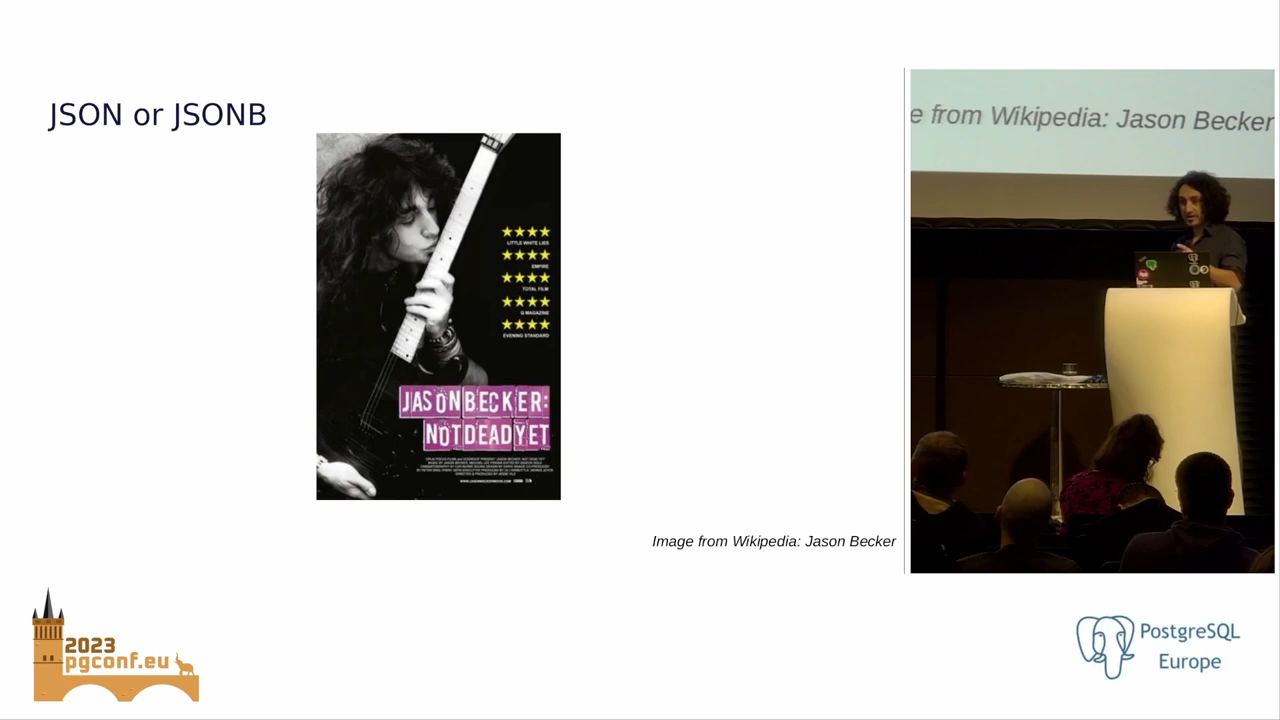 JSON or JSONB
★★★★
LITTLE WHITE LIES
★★★★
EMPIRE
★★★★
TOTAL FILM
★★★★
Q MAGAZINE
★★★★
EVENING STANDARD
JASON BECKER:
NOT DEAD YET
Image from Wikipedia: Jason Becker
e from Wikipedia: Jason Becker
2023
pgconf.eu
PostgreSQL
Europe